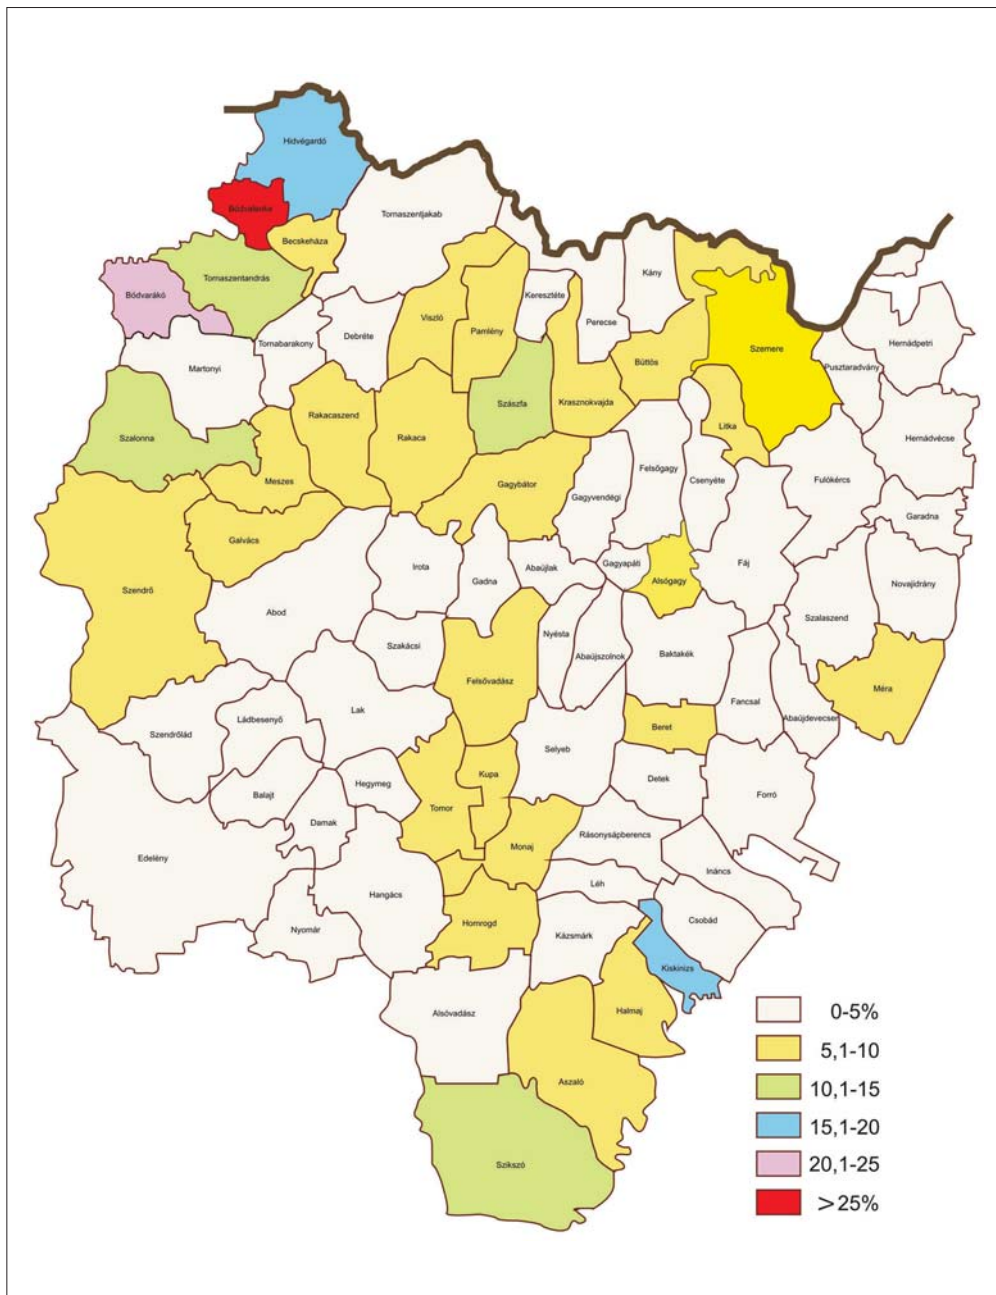 Hidvégardó
Bódvalenke
Becskeháza
Tornaszentjakab
Tornaszentandrás
Bódvarákó
Kány
Keresztéte
Perecse
Viszló
Pamlény
Debréte
Tornabarakony
Martonyi
Büttös
Szemere
Hernádpetri
Pusztaradvány
Szászfa
Krasznokvajda
Rakacaszend
Rakaca
Litka
Szalonna
Hernádvécse
Meszes
Gagybátor
Gagyvendégi
Felsőgagy
Csenyéte
Fulókércs
Garadna
Galvács
Irota
Gadna
Abaújlak
Gagyapáti
Alsógagy
Fáj
Novajidrány
Szendrő
Abod
Szakácsi
Nyésta
Abaújszolnok
Baktakék
Szalaszend
Felsővadász
Méra
Fancsal
Abaújdevecser
Lak
Ládbesenyő
Szendrőlád
Beret
Selyeb
Kupa
Hegymeg
Balajt
Detek
Forró
Tomor
Damak
Monaj
Rásonysápberencs
Edelény
Ináncs
Hangács
Léh
Csobád
Homrogd
Nyomár
Kázsmárk
Kiskinizs
Alsóvadász
Halmaj
Aszaló
Szikszó
0-5%
5,1-10
10,1-15
15,1-20
20,1-25
>25%